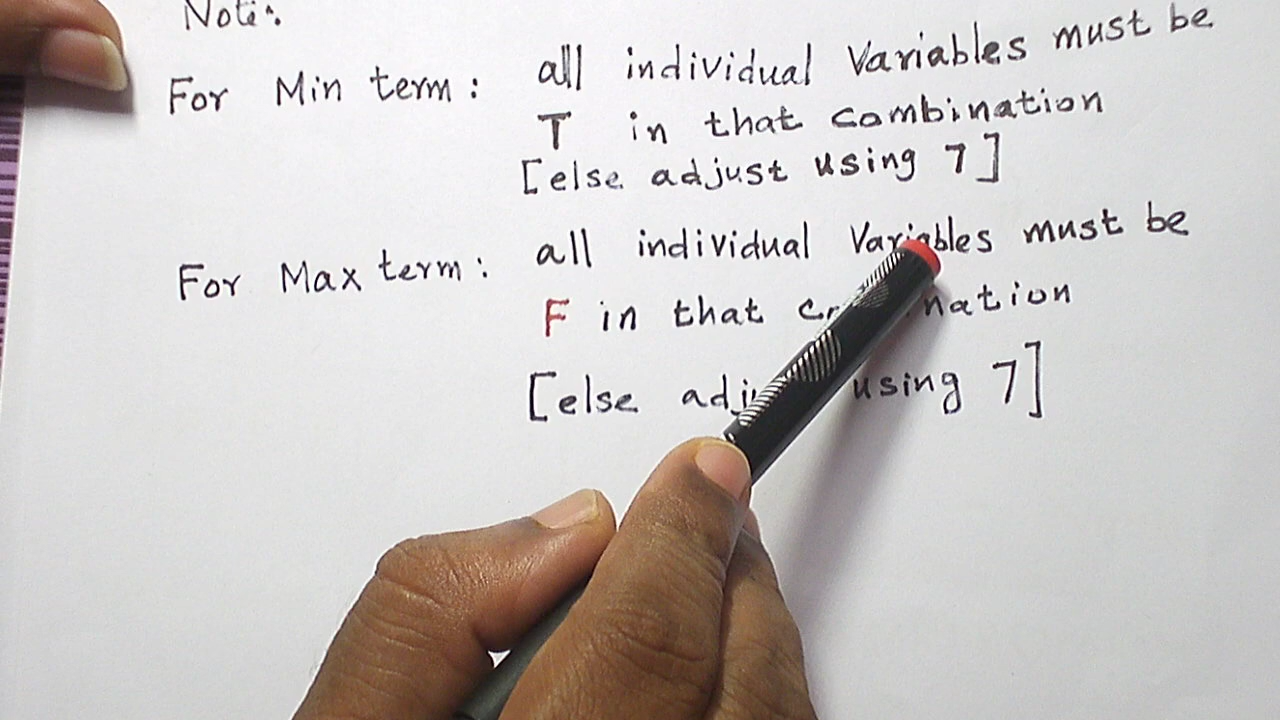 Note:
For Min term: all individual Variables must be
T in that combination
[else adjust using 7]
For Max term: all individual Variables must be
F in that
[else using 7]